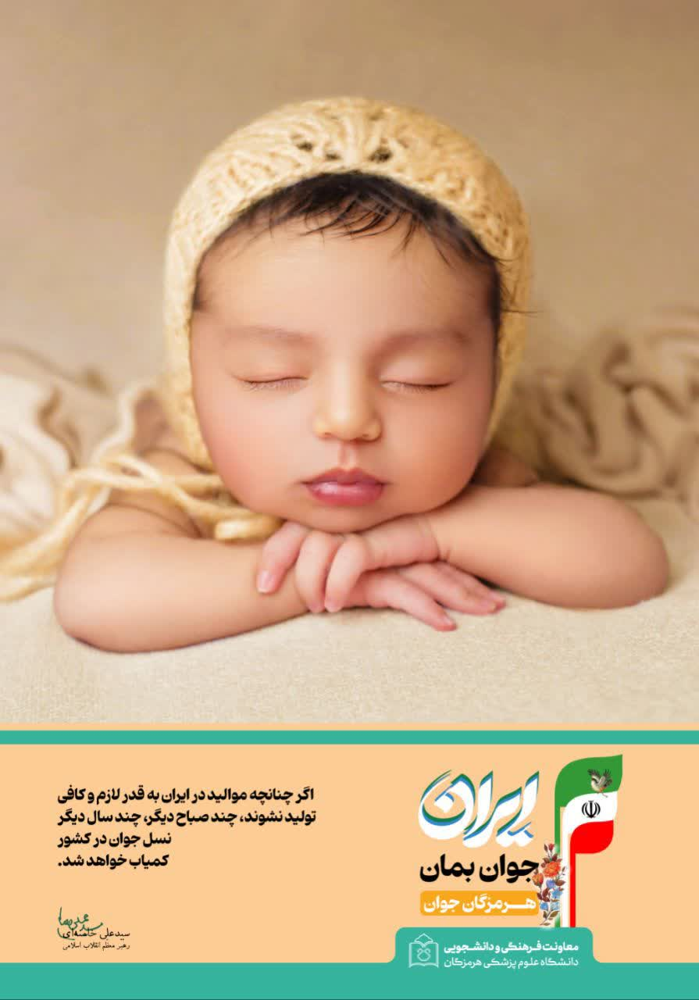 ایران
جوان بمان
هرمزگان جوان
معاونت فرهنگی و دانشجویی
دانشگاه علوم پزشکی هرمزگان
اگر چنانچه موالید در ایران به قدر لازم و کافی
تولید نشوند، چند صباح دیگر، چند سال دیگر
نسل جوان در کشور
کمیاب خواهد شد.
سیدعلی خامنه‌ای
رهبر معظم انقلاب اسلامی